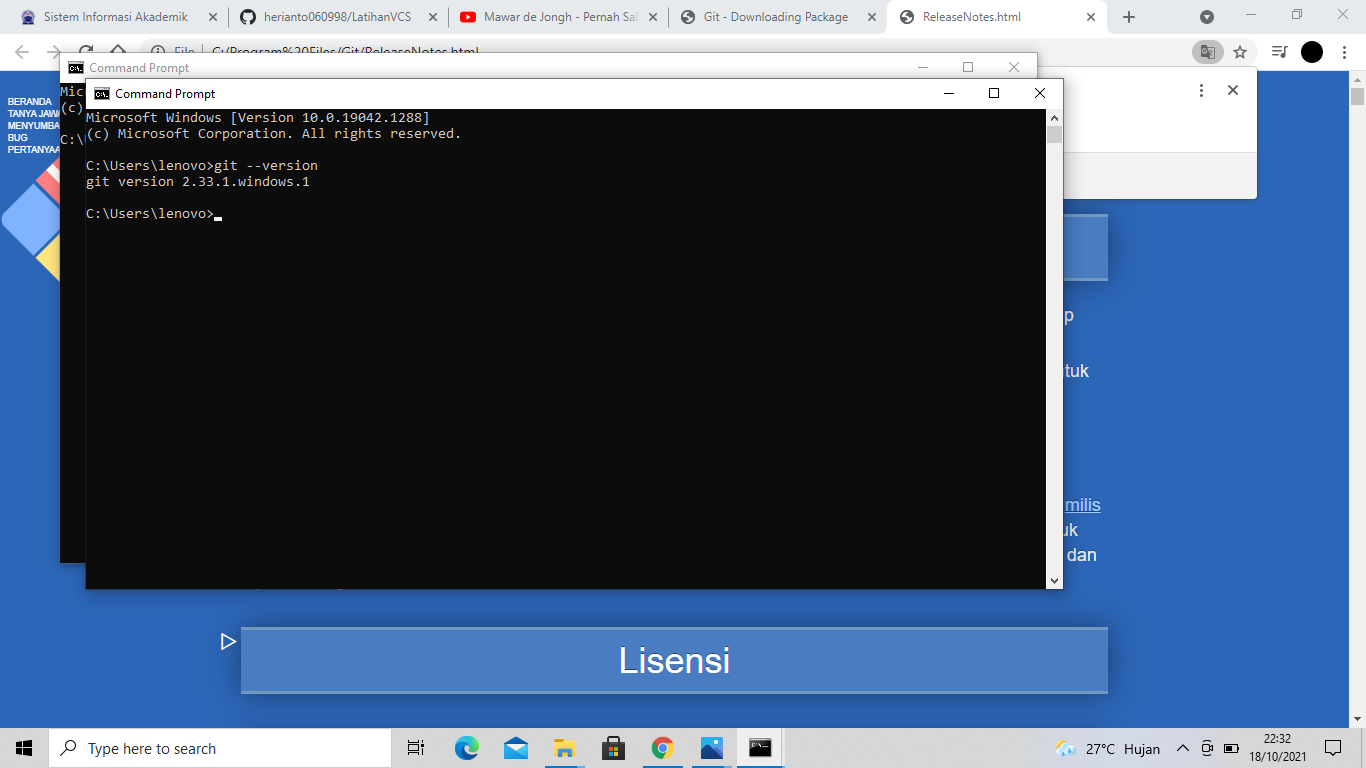 Sistem Informasi Akademik
herianto060998/LatihanVCS
Mawar de Jongh - Pernah Sal
Git - Downloading Package
ReleaseNotes.html
File
C:/Program%20Files/Git/ReleaseNotes.html
Command Prompt
Command Prompt
BERANDA
TANYA JAWA
MENYUMBA
BUG
PERTANYAA
Mic
(c)
C:\U
Microsoft Windows [Version 10.0.19042.1288]
(c) Microsoft Corporation. All rights reserved.
C:\Users\lenovo>git --version
git version 2.33.1.windows.1
C:\Users\lenovo>
p
tuk
milis
uk
dan
Lisensi
Type here to search
27°C Hujan
22:32
18/10/2021